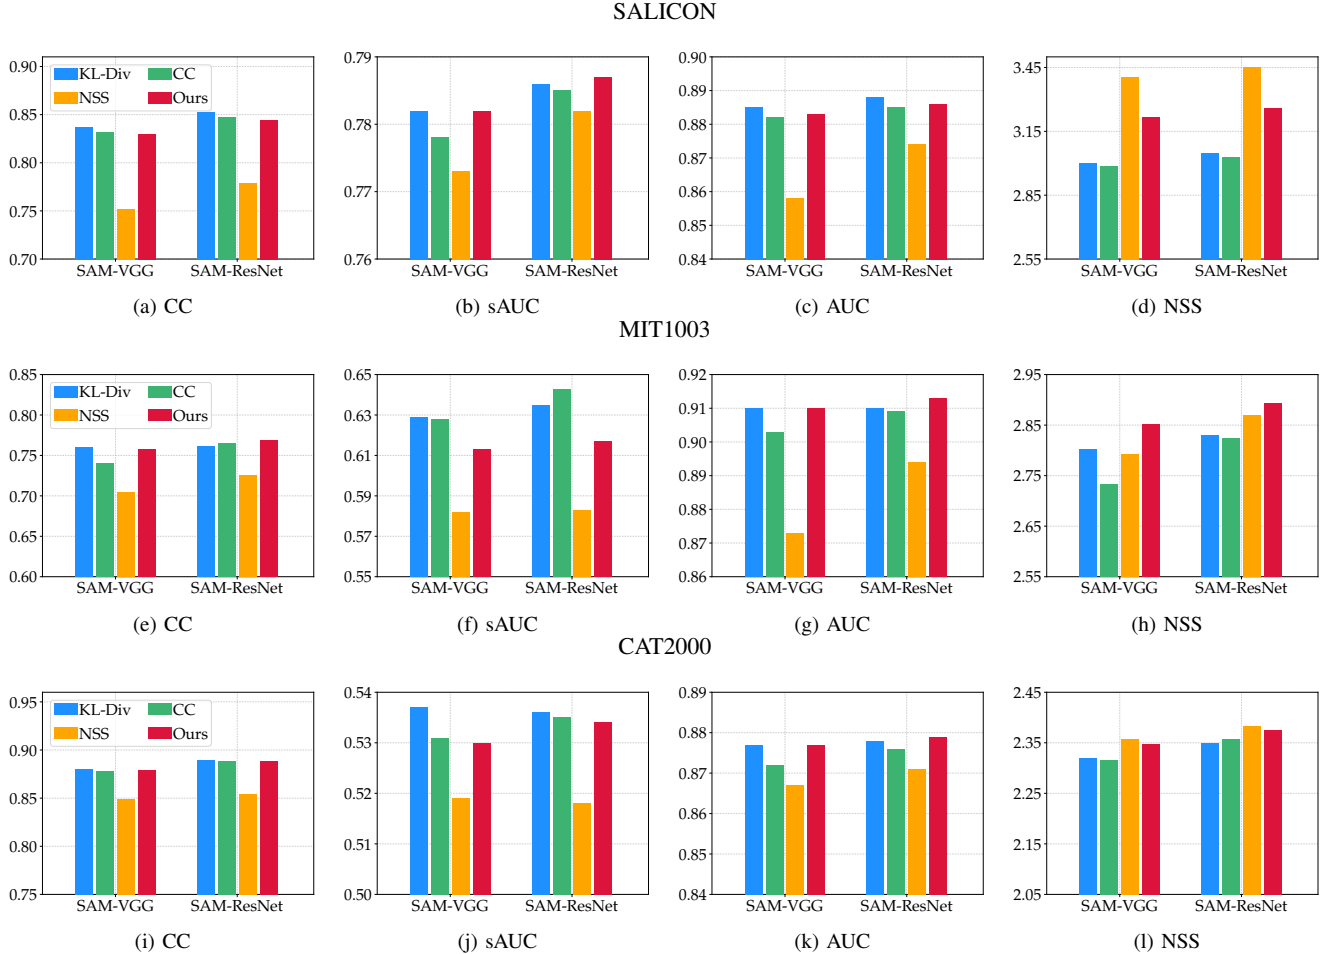 SALICON
0.90
0.85
0.80
0.75
0.70
KL-Div
CC
NSS
Ours
SAM-VGG
SAM-ResNet
(a) CC
0.79
0.78
0.77
0.76
SAM-VGG
SAM-ResNet
(b) sAUC
0.90
0.89
0.88
0.87
0.86
0.85
0.84
SAM-VGG
SAM-ResNet
(c) AUC
3.45
3.15
2.85
2.55
SAM-VGG
SAM-ResNet
(d) NSS
MIT1003
0.85
0.80
0.75
0.70
0.65
0.60
KL-Div
CC
NSS
Ours
SAM-VGG
SAM-ResNet
(e) CC
0.65
0.63
0.61
0.59
0.57
0.55
SAM-VGG
SAM-ResNet
(f) sAUC
0.92
0.91
0.90
0.89
0.88
0.87
0.86
SAM-VGG
SAM-ResNet
(g) AUC
2.95
2.85
2.75
2.65
2.55
SAM-VGG
SAM-ResNet
(h) NSS
CAT2000
0.95
0.90
0.85
0.80
0.75
KL-Div
CC
NSS
Ours
SAM-VGG
SAM-ResNet
(i) CC
0.54
0.53
0.52
0.51
0.50
SAM-VGG
SAM-ResNet
(j) sAUC
0.89
0.88
0.87
0.86
0.85
0.84
SAM-VGG
SAM-ResNet
(k) AUC
2.45
2.35
2.25
2.15
2.05
SAM-VGG
SAM-ResNet
(l) NSS